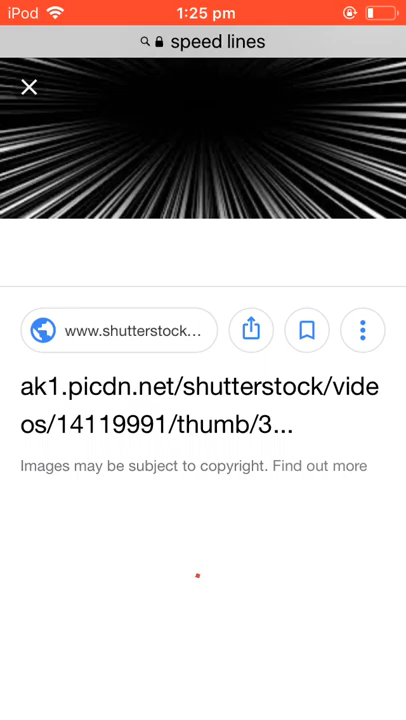 iPod 1:25 pm
speed lines
www.shutterstock...
ak1.picdn.net/shutterstock/vide
os/14119991/thumb/3...
Images may be subject to copyright. Find out more